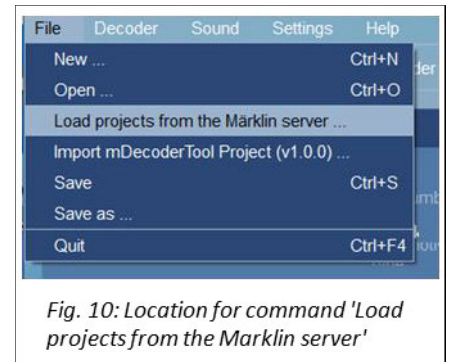 File Decoder Sound Settings Help
New ... Ctrl+N
Open ... Ctrl+O
Load projects from the Märklin server ...
Import mDecoderTool Project (v1.0.0) ...
Save Ctrl+S
Save as ...
Quit Ctrl+F4
Fig. 10: Location for command 'Load
projects from the Marklin server'